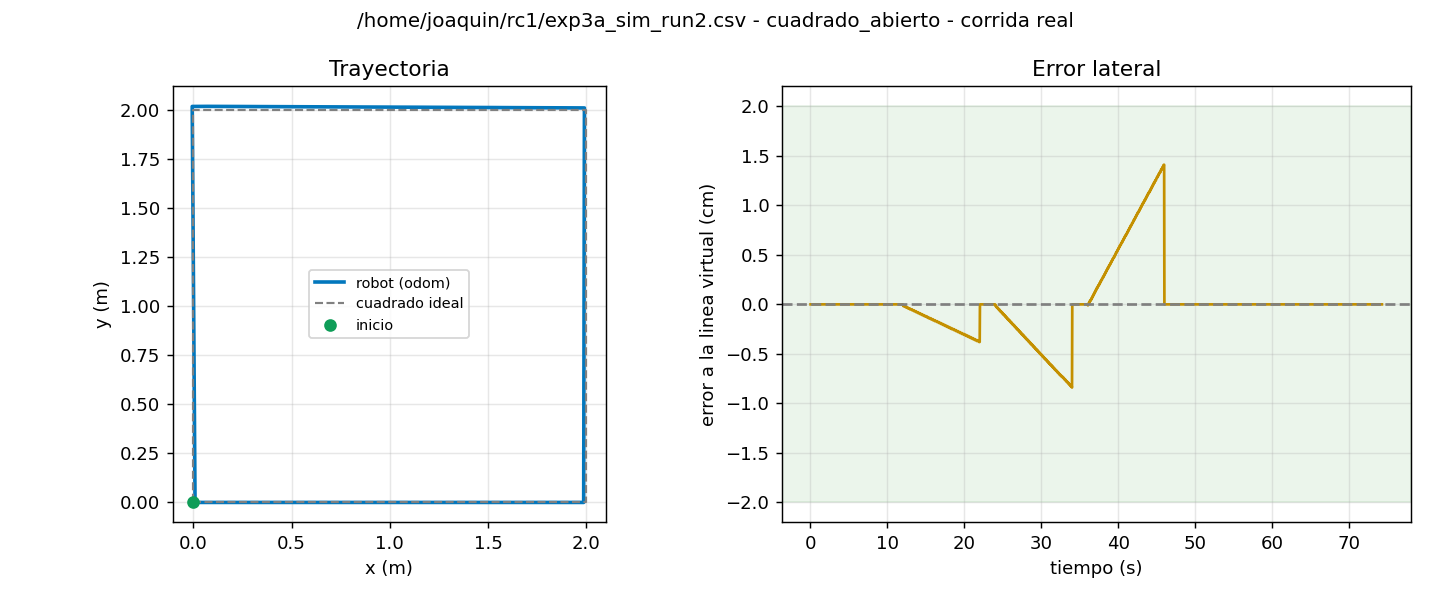 /home/joaquin/rc1/exp3a_sim_run2.csv - cuadrado_abierto - corrida real
Trayectoria
y (m)
2.00
1.75
1.50
1.25
1.00
0.75
0.50
0.25
0.00
robot (odom)
cuadrado ideal
inicio
0.0 0.5 1.0 1.5 2.0
x (m)
Error lateral
error a la linea virtual (cm)
2.0
1.5
1.0
0.5
0.0
−0.5
−1.0
−1.5
−2.0
0 10 20 30 40 50 60 70
tiempo (s)